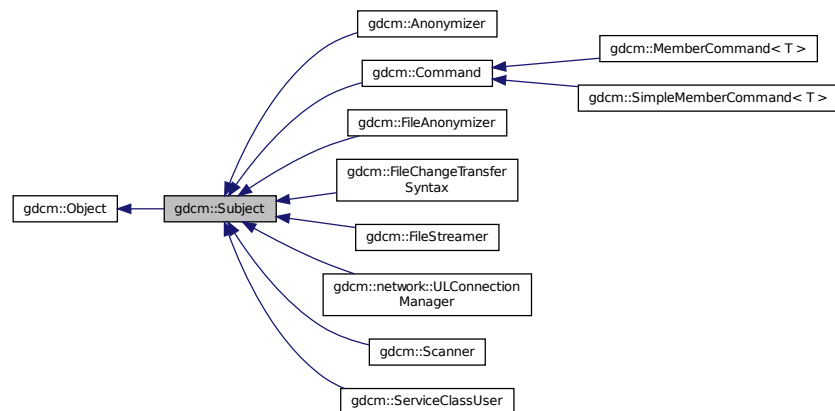 gdcm::Anonymizer
gdcm::MemberCommand< T >
gdcm::Command
gdcm::SimpleMemberCommand< T >
gdcm::FileAnonymizer
gdcm::FileChangeTransfer
Syntax
gdcm::Object
gdcm::Subject
gdcm::FileStreamer
gdcm::network::ULConnection
Manager
gdcm::Scanner
gdcm::ServiceClassUser